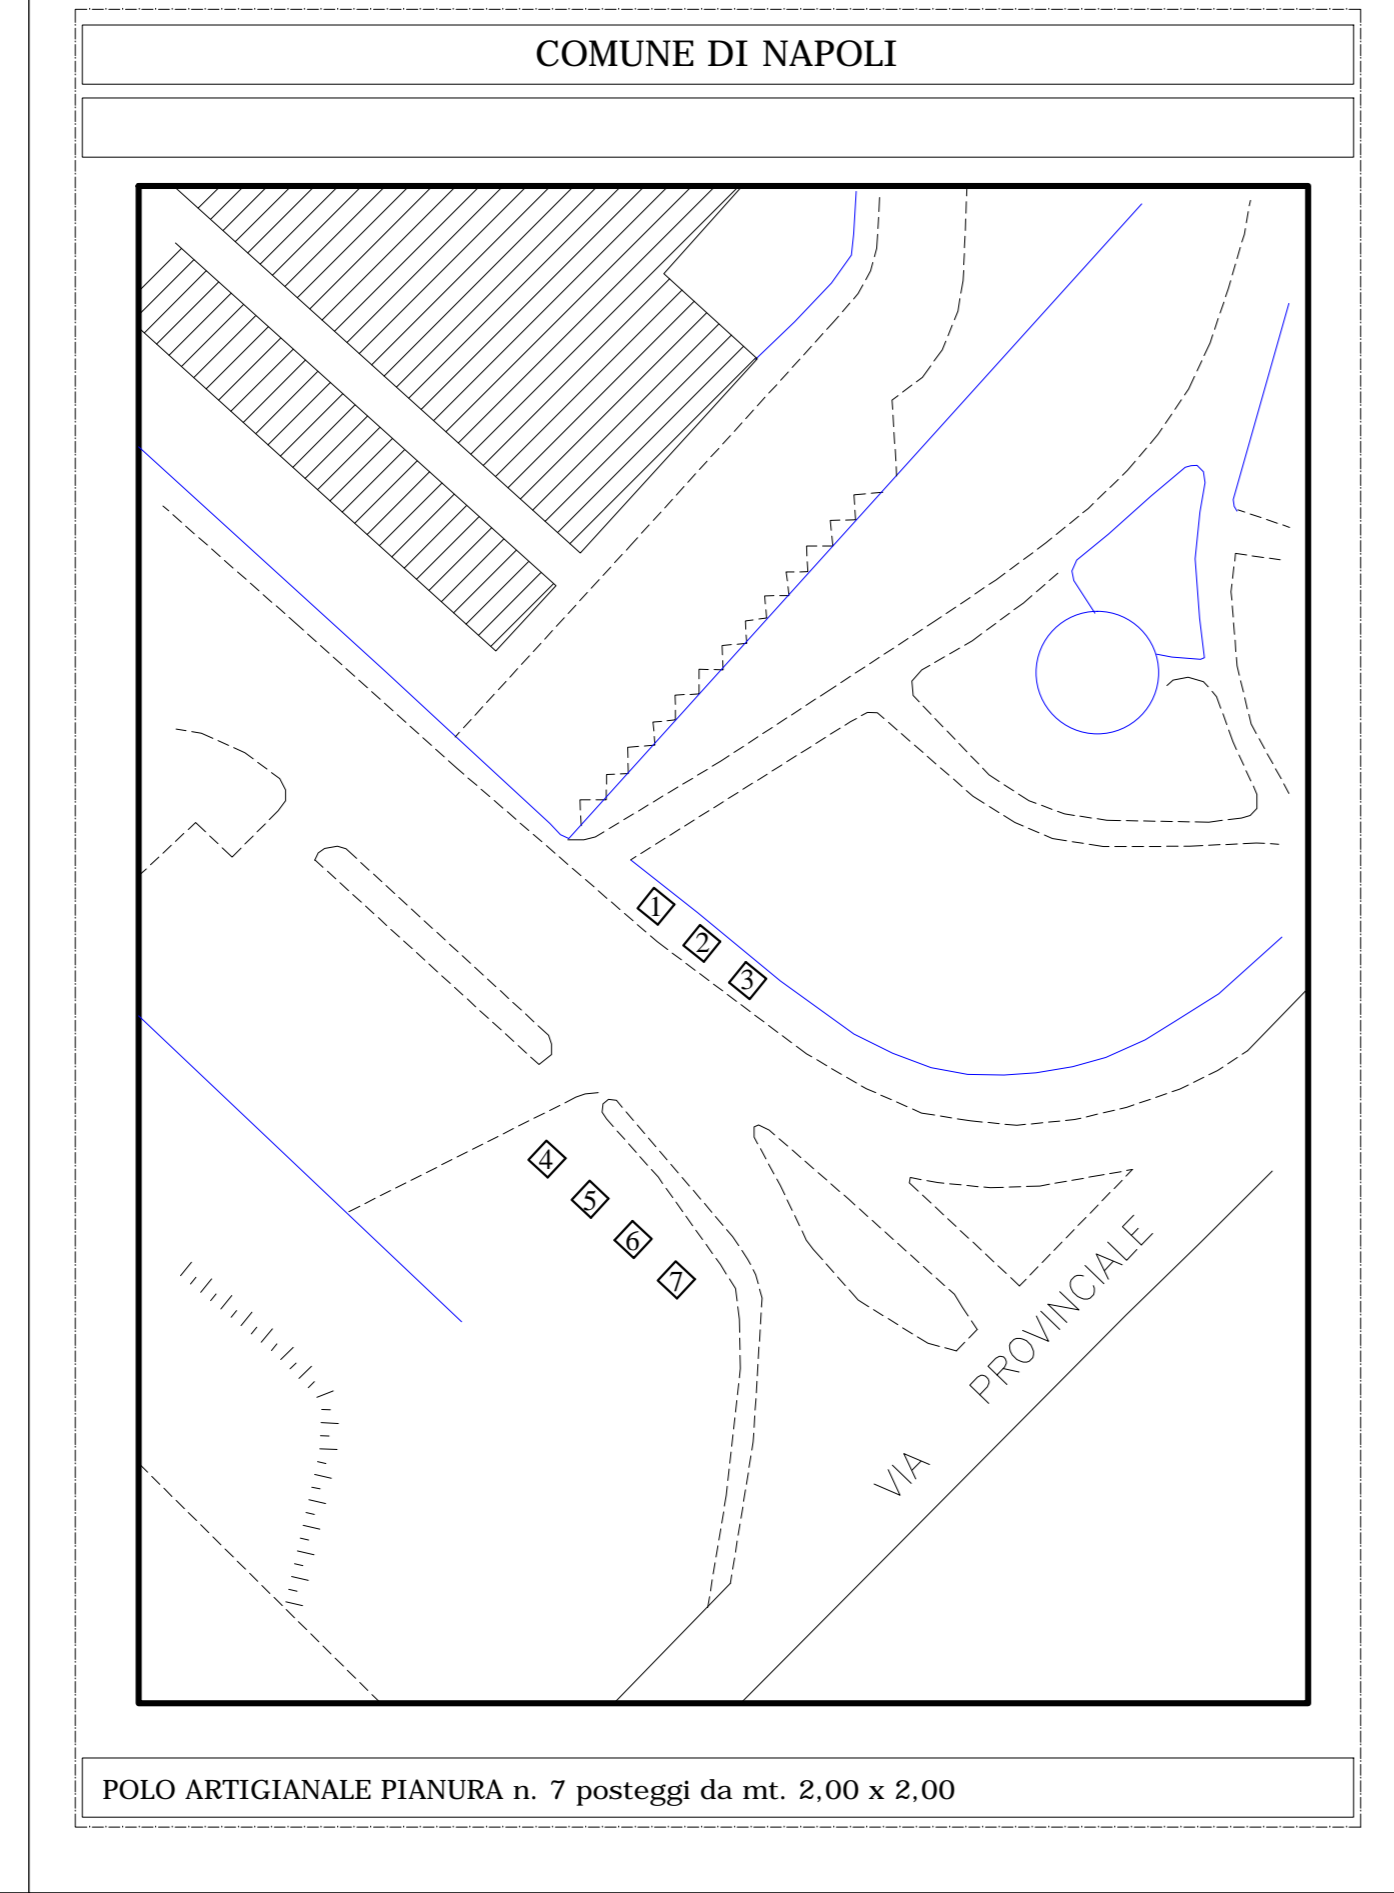 COMUNE DI NAPOLI
1
2
3
4
5
6
7
VIA PROVINCIALE
POLO ARTIGIANALE PIANURA n. 7 posteggi da mt. 2,00 x 2,00